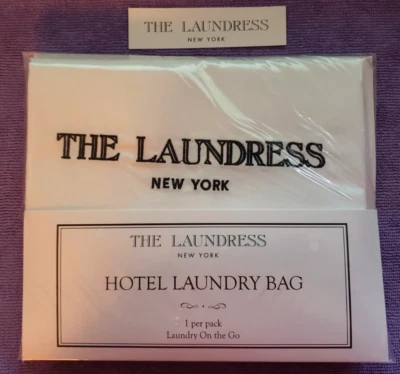 THE LAUNDRESS
NEW YORK
THE LAUNDRESS
NEW YORK
THE LAUNDRESS
NEW YORK
HOTEL LAUNDRY BAG
1 per pack
Laundry On the Go